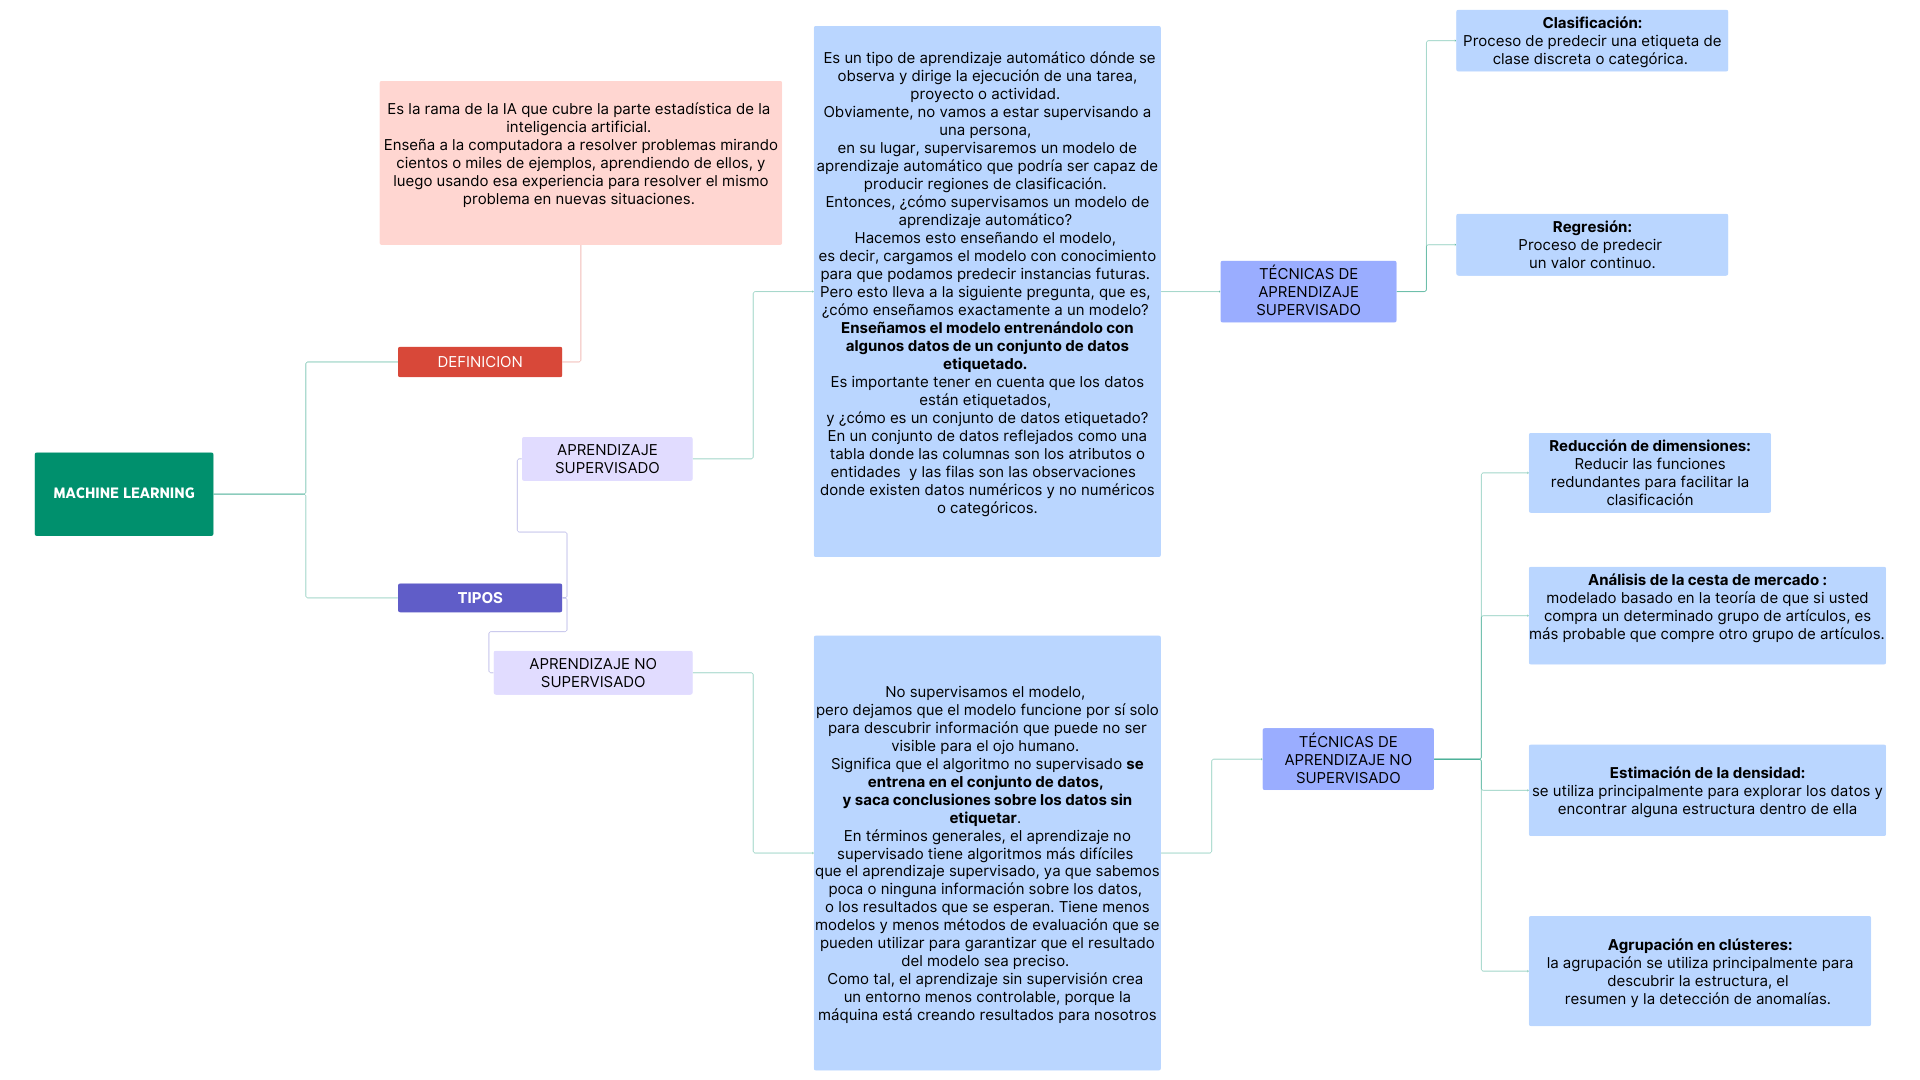 MACHINE LEARNING
DEFINICION
Es la rama de la IA que cubre la parte estadística de la
inteligencia artificial.
Enseña a la computadora a resolver problemas mirando
cientos o miles de ejemplos, aprendiendo de ellos, y
luego usando esa experiencia para resolver el mismo
problema en nuevas situaciones.
TIPOS
APRENDIZAJE
SUPERVISADO
Es un tipo de aprendizaje automático dónde se
observa y dirige la ejecución de una tarea,
proyecto o actividad.
Obviamente, no vamos a estar supervisando a
una persona,
en su lugar, supervisaremos un modelo de
aprendizaje automático que podría ser capaz de
producir regiones de clasificación.
Entonces, ¿cómo supervisamos un modelo de
aprendizaje automático?
Hacemos esto enseñando el modelo,
es decir, cargamos el modelo con conocimiento
para que podamos predecir instancias futuras.
Pero esto lleva a la siguiente pregunta, que es,
¿cómo enseñamos exactamente a un modelo?
Enseñamos el modelo entrenándolo con
algunos datos de un conjunto de datos
etiquetado.
Es importante tener en cuenta que los datos
están etiquetados,
y ¿cómo es un conjunto de datos etiquetado?
En un conjunto de datos reflejados como una
tabla donde las columnas son los atributos o
entidades y las filas son las observaciones
donde existen datos numéricos y no numéricos
o categóricos.
TÉCNICAS DE
APRENDIZAJE
SUPERVISADO
Clasificación:
Proceso de predecir una etiqueta de
clase discreta o categórica.
Regresión:
Proceso de predecir
un valor continuo.
APRENDIZAJE NO
SUPERVISADO
No supervisamos el modelo,
pero dejamos que el modelo funcione por sí solo
para descubrir información que puede no ser
visible para el ojo humano.
Significa que el algoritmo no supervisado se
entrena en el conjunto de datos,
y saca conclusiones sobre los datos sin
etiquetar.
En términos generales, el aprendizaje no
supervisado tiene algoritmos más difíciles
que el aprendizaje supervisado, ya que sabemos
poca o ninguna información sobre los datos,
o los resultados que se esperan. Tiene menos
modelos y menos métodos de evaluación que se
pueden utilizar para garantizar que el resultado
del modelo sea preciso.
Como tal, el aprendizaje sin supervisión crea
un entorno menos controlable, porque la
máquina está creando resultados para nosotros
TÉCNICAS DE
APRENDIZAJE NO
SUPERVISADO
Reducción de dimensiones:
Reducir las funciones
redundantes para facilitar la
clasificación
Análisis de la cesta de mercado :
modelado basado en la teoría de que si usted
compra un determinado grupo de artículos, es
más probable que compre otro grupo de artículos.
Estimación de la densidad:
se utiliza principalmente para explorar los datos y
encontrar alguna estructura dentro de ella
Agrupación en clústeres:
la agrupación se utiliza principalmente para
descubrir la estructura, el
resumen y la detección de anomalías.